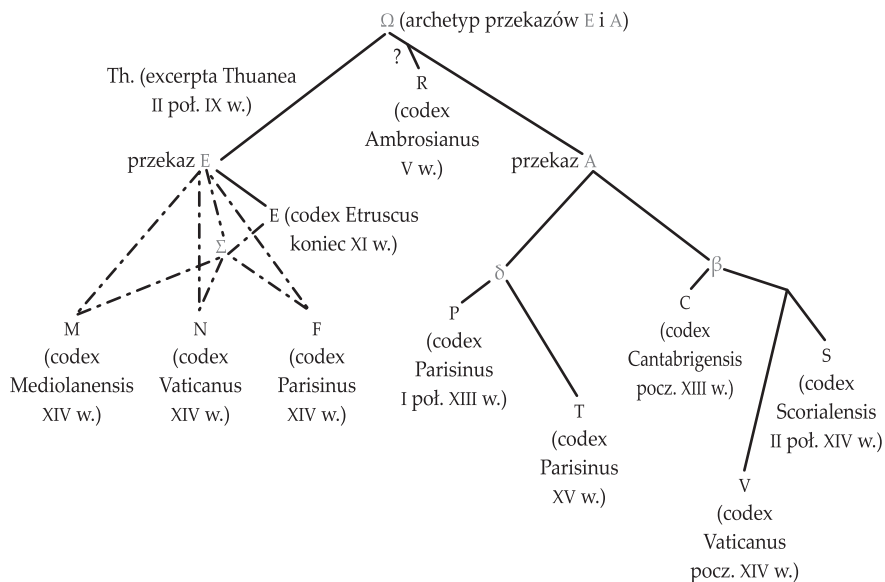 Ω (archetyp przekazów E i A)
?
Th. (excerpta Thuanea
II poł. IX w.)
R
(codex
Ambrosianus
V w.)
przekaz E
przekaz A
E (codex Etruscus
koniec XI w.)
Σ
δ
β
M
(codex
Mediolanensis
XIV w.)
N
(codex
Vaticanus
XIV w.)
F
(codex
Parisinus
XIV w.)
P
(codex
Parisinus
I poł. XIII w.)
T
(codex
Parisinus
XV w.)
C
(codex
Cantabrigensis
pocz. XIII w.)
S
(codex
Scorialensis
II poł. XIV w.)
V
(codex
Vaticanus
pocz. XIV w.)